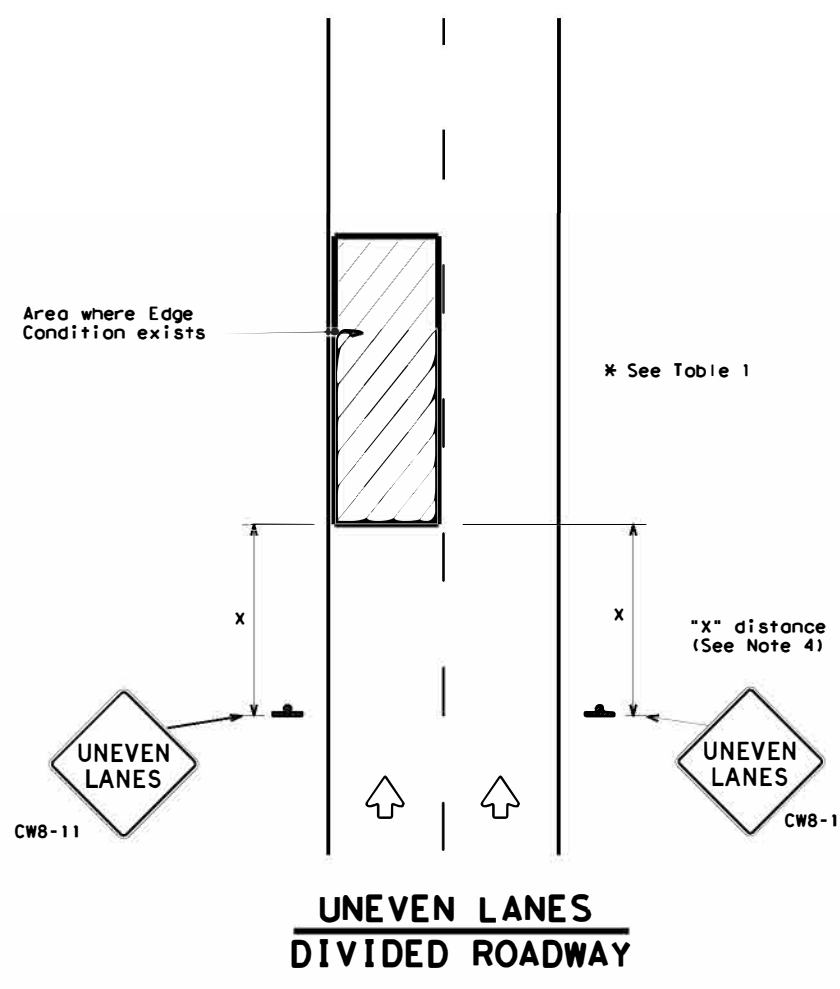 Area where Edge
Condition exists
* See Table 1
X
X
"X" distance
(See Note 4)
UNEVEN
LANES
CW8-11
UNEVEN
LANES
CW8-1
UNEVEN LANES
DIVIDED ROADWAY